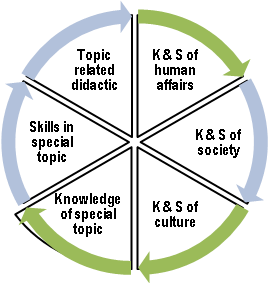 Topic
related
didactic
K & S of
human
affairs
K & S of
society
K & S of
culture
Knowledge
of special
topic
Skills in
special
topic